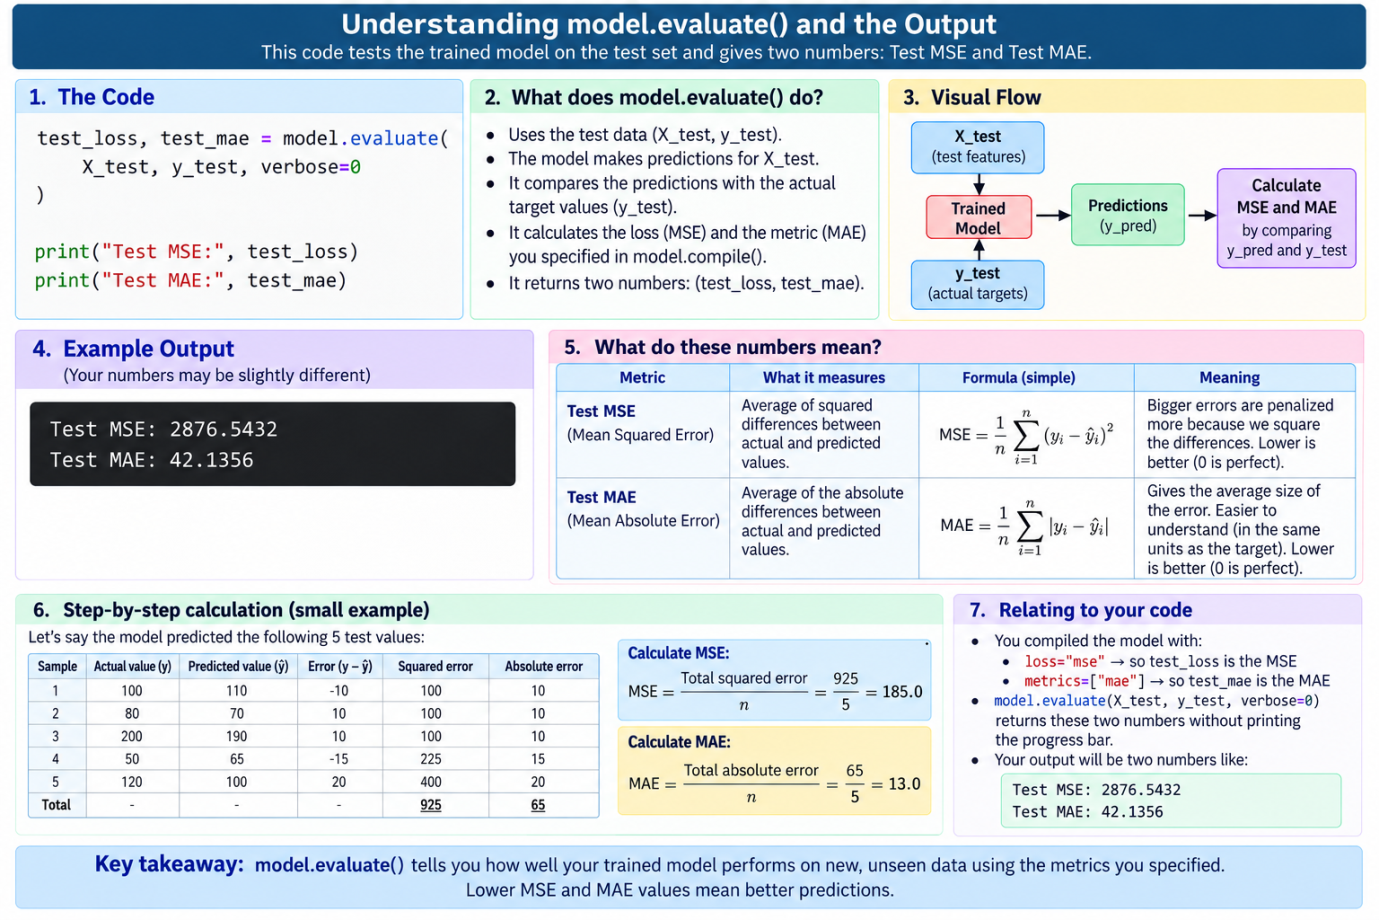 Understanding model.evaluate() and the Output
This code tests the trained model on the test set and gives two numbers: Test MSE and Test MAE.
1. The Code
test_loss, test_mae = model.evaluate(
X_test, y_test, verbose=0
)
print("Test MSE:", test_loss)
print("Test MAE:", test_mae)
2. What does model.evaluate() do?
• Uses the test data (X_test, y_test).
• The model makes predictions for X_test.
• It compares the predictions with the actual
target values (y_test).
• It calculates the loss (MSE) and the metric (MAE)
you specified in model.compile().
• It returns two numbers: (test_loss, test_mae).
3. Visual Flow
X_test
(test features)
Trained
Model
y_test
(actual targets)
Predictions
(y_pred)
Calculate
MSE and MAE
by comparing
y_pred and y_test
4. Example Output
(Your numbers may be slightly different)
Test MSE: 2876.5432
Test MAE: 42.1356
5. What do these numbers mean?
Metric What it measures Formula (simple) Meaning
Test MSE
(Mean Squared Error)
Average of squared
differences between
actual and predicted
values.
MSE = 1/n ∑ i=1 n (yᵢ − ŷᵢ)²
Bigger errors are penalized
more because we square
the differences. Lower is
better (0 is perfect).
Test MAE
(Mean Absolute Error)
Average of the absolute
differences between
actual and predicted
values.
MAE = 1/n ∑ i=1 n |yᵢ − ŷᵢ|
Gives the average size of
the error. Easier to
understand (in the same
units as the target). Lower
is better (0 is perfect).
6. Step-by-step calculation (small example)
Let's say the model predicted the following 5 test values:
Sample Actual value (y) Predicted value (ŷ) Error (y − ŷ) Squared error Absolute error
1 100 110 -10 100 10
2 80 70 10 100 10
3 200 190 10 100 10
4 50 65 -15 225 15
5 120 100 20 400 20
Total - - - 925 65
Calculate MSE:
MSE = Total squared error / n = 925 / 5 = 185.0
Calculate MAE:
MAE = Total absolute error / n = 65 / 5 = 13.0
7. Relating to your code
• You compiled the model with:
• loss="mse" → so test_loss is the MSE
• metrics=["mae"] → so test_mae is the MAE
• model.evaluate(X_test, y_test, verbose=0)
returns these two numbers without printing
the progress bar.
• Your output will be two numbers like:
Test MSE: 2876.5432
Test MAE: 42.1356
Key takeaway: model.evaluate() tells you how well your trained model performs on new, unseen data using the metrics you specified.
Lower MSE and MAE values mean better predictions.